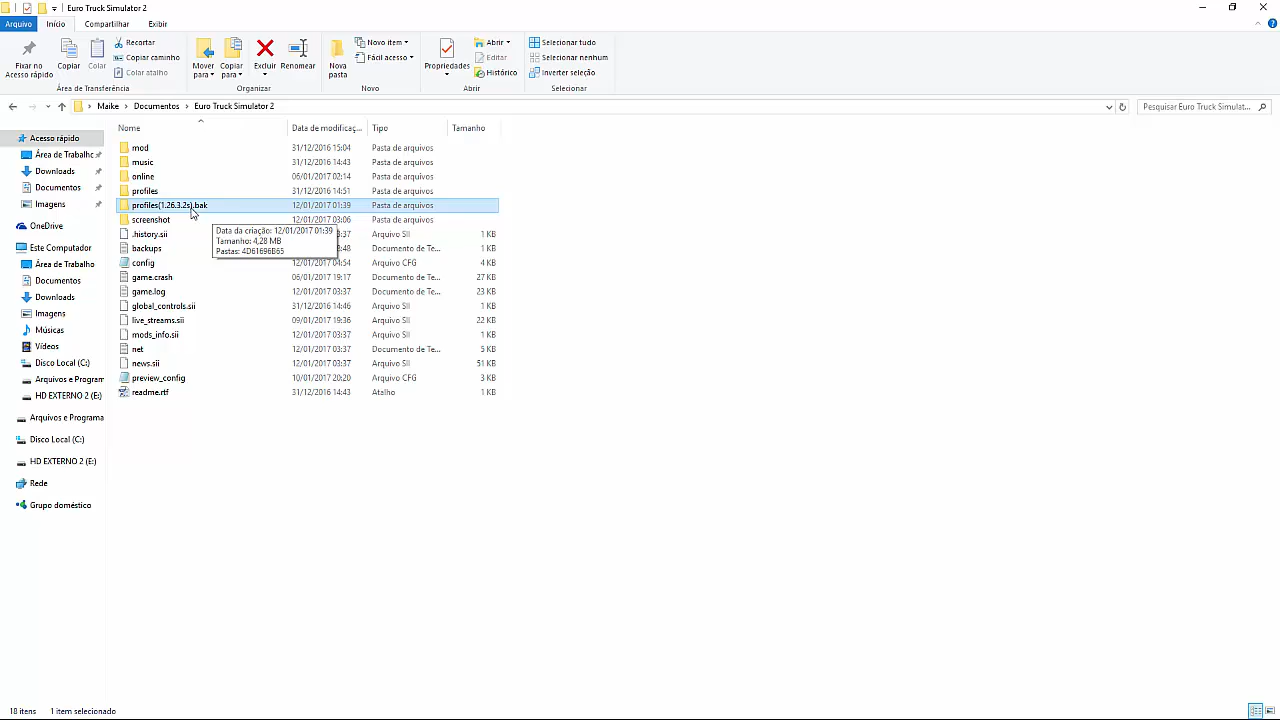 Euro Truck Simulator 2
Arquivo Início Compartilhar Exibir
Fixar no Acesso rápido
Copiar
Colar
Recortar
Copiar caminho
Colar atalho
Área de Transferência
Mover para
Copiar para
Excluir
Renomear
Organizar
Nova pasta
Novo item
Fácil acesso
Novo
Propriedades
Abrir
Editar
Histórico
Abrir
Selecionar tudo
Selecionar nenhum
Inverter seleção
Selecionar
Maike > Documentos > Euro Truck Simulator 2
Pesquisar Euro Truck Simulat...
Acesso rápido
Área de Trabalhc
Downloads
Documentos
Imagens
OneDrive
Este Computador
Área de Trabalho
Documentos
Downloads
Imagens
Músicas
Vídeos
Disco Local (C:)
Arquivos e Program
HD EXTERNO 2 (E:)
Arquivos e Programa
Disco Local (C:)
HD EXTERNO 2 (E:)
Rede
Grupo doméstico
Nome Data de modificaç... Tipo Tamanho
mod 31/12/2016 15:04 Pasta de arquivos
music 31/12/2016 14:43 Pasta de arquivos
online 06/01/2017 02:14 Pasta de arquivos
profiles 31/12/2016 14:51 Pasta de arquivos
profiles(1.26.3.2s).bak 12/01/2017 01:39 Pasta de arquivos
screenshot 12/01/2017 03:06 Pasta de arquivos
.history.sii 3:37 Arquivo SII 1 KB
backups 8:48 Documento de Te... 1 KB
config 12/01/2017 04:54 Arquivo CFG 4 KB
game.crash 06/01/2017 19:17 Documento de Te... 27 KB
game.log 12/01/2017 03:37 Documento de Te... 23 KB
global_controls.sii 31/12/2016 14:46 Arquivo SII 1 KB
live_streams.sii 09/01/2017 19:36 Arquivo SII 22 KB
mods_info.sii 12/01/2017 03:37 Arquivo SII 1 KB
net 12/01/2017 03:37 Documento de Te... 5 KB
news.sii 12/01/2017 03:37 Arquivo SII 51 KB
preview_config 10/01/2017 20:20 Arquivo CFG 3 KB
readme.rtf 31/12/2016 14:43 Atalho 1 KB
Data da criação: 12/01/2017 01:39
Tamanho: 4,28 MB
Pastas: 4D61696B65
18 itens 1 item selecionado